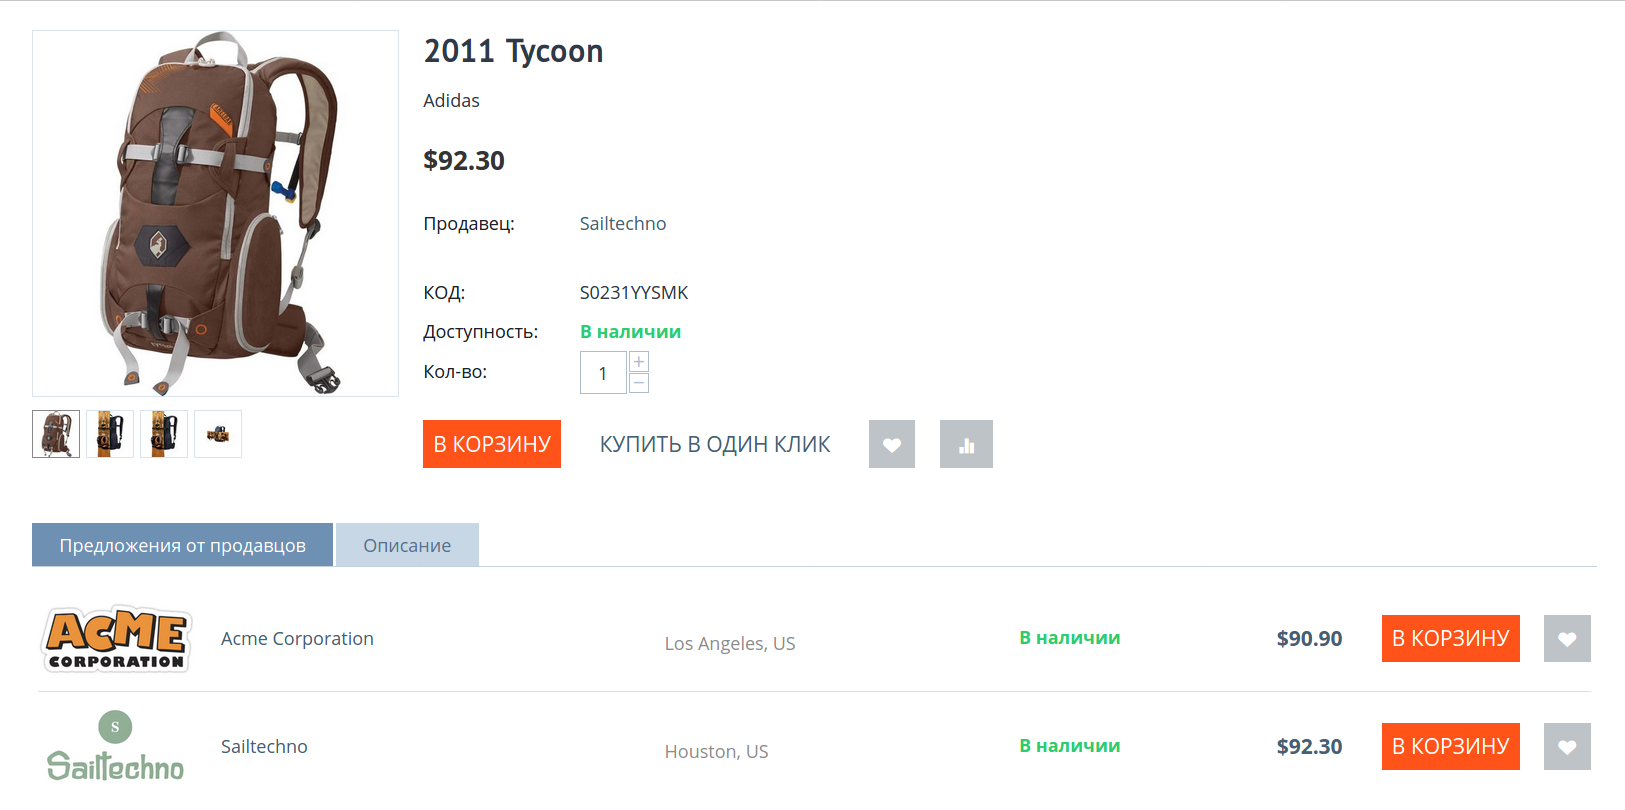 2011 Tycoon
Adidas
$92.30
Продавец: Sailtechno
КОД: S0231YYSMK
Доступность: В наличии
Кол-во: 1 + −
В КОРЗИНУ КУПИТЬ В ОДИН КЛИК
Предложения от продавцов Описание
ACME CORPORATION Acme Corporation Los Angeles, US В наличии $90.90 В КОРЗИНУ
S
Sailtechno Sailtechno Houston, US В наличии $92.30 В КОРЗИНУ